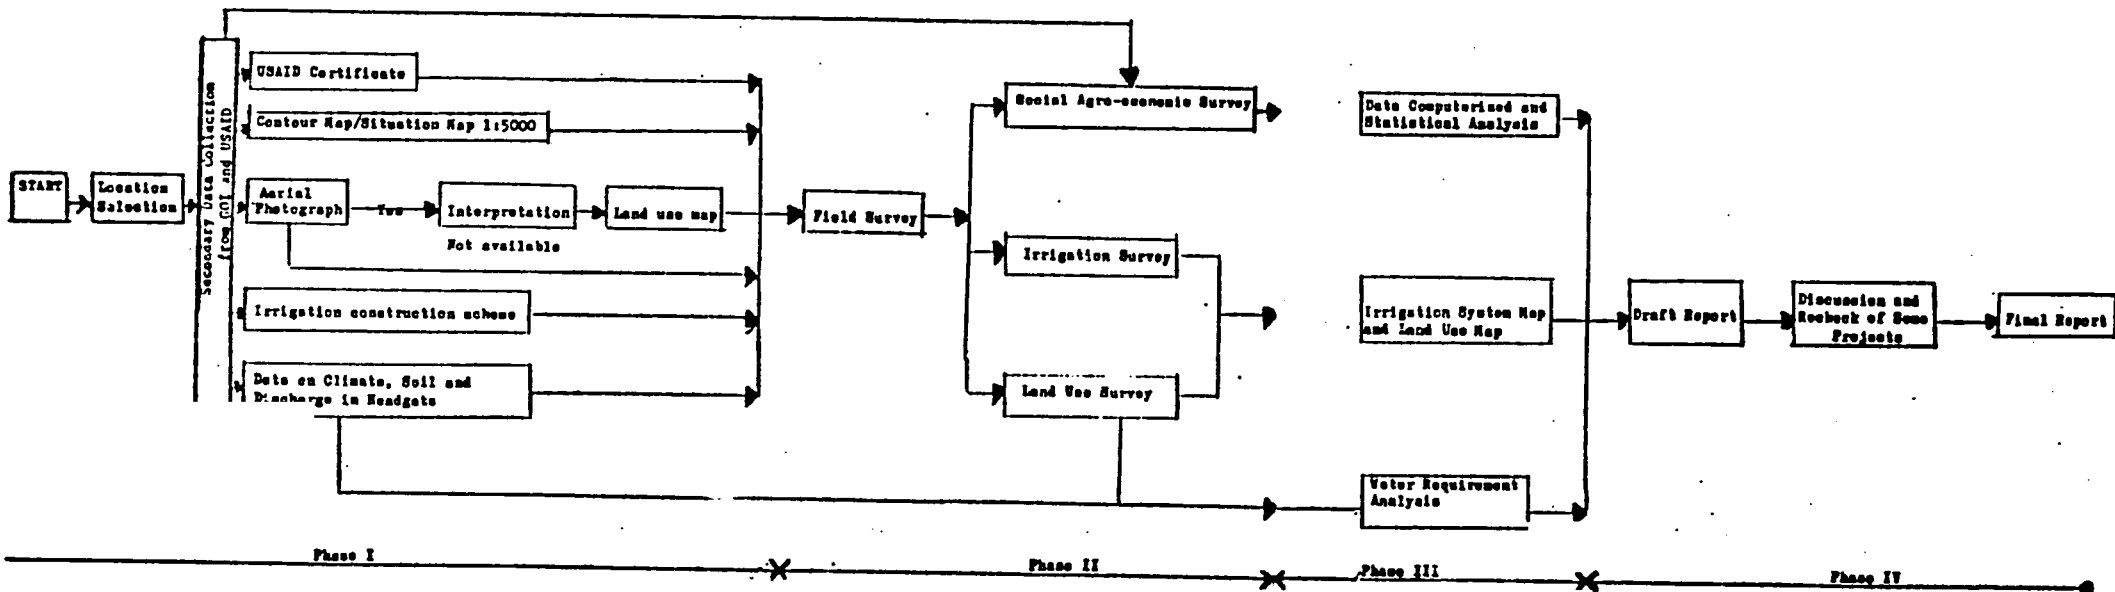 START
Location
Selection
Secondary Data Collection
from GOI and USAID
USAID Certificate
Contour Map/Situation Map 1:5000
Aerial
Photograph
Interpretation
Land use map
Not available
Irrigation construction scheme
Data on Climate, Soil and
Discharge in Headgate
Field Survey
Social Agro-economic Survey
Irrigation Survey
Land Use Survey
Data Computerized and
Statistical Analysis
Irrigation System Map
and Land Use Map
Water Requirement
Analysis
Draft Report
Discussion and
Recheck of Some
Projects
Final Report
Phase I
Phase II
Phase III
Phase IV